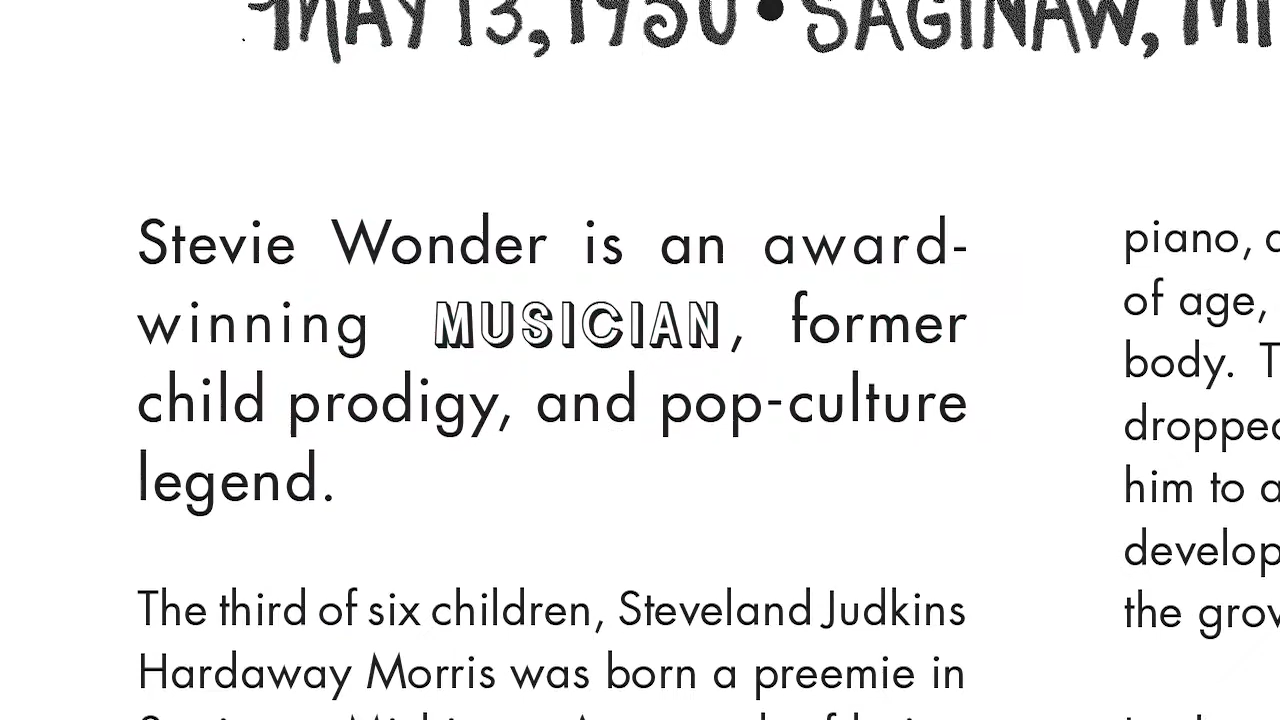 MAY 13, 1950 • SAGINAW,
Stevie Wonder is an award-
winning MUSICIAN, former
child prodigy, and pop-culture
legend.
The third of six children, Steveland Judkins
Hardaway Morris was born a preemie in
piano,
of age,
body.
dropped
him to
develop
the